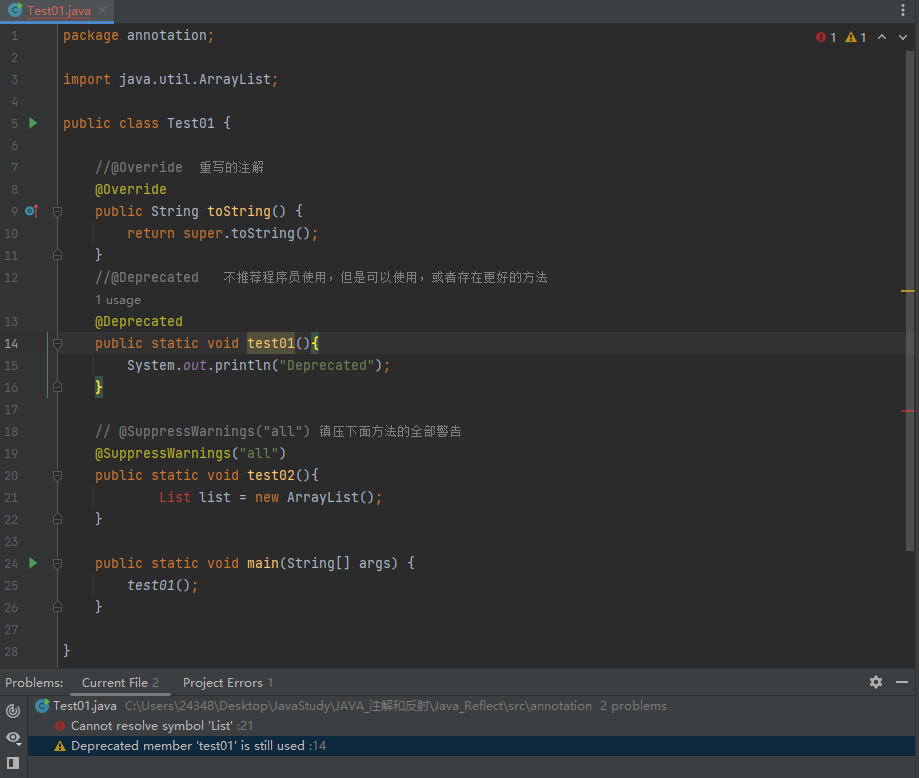 Test01.java
1 package annotation;
1 1
2
3 import java.util.ArrayList;
4
5 public class Test01 {
6
7 //@Override  重写的注解
8 @Override
9 public String toString() {
10 return super.toString();
11 }
12 //@Deprecated   不推荐程序员使用，但是可以使用，或者存在更好的方法
1 usage
13 @Deprecated
14 public static void test01(){
15 System.out.println("Deprecated");
16 }
17
18 // @SuppressWarnings("all") 镇压下面方法的全部警告
19 @SuppressWarnings("all")
20 public static void test02(){
21 List list = new ArrayList();
22 }
23
24 public static void main(String[] args) {
25 test01();
26 }
27
28 }
Problems: Current File 2 Project Errors 1
Test01.java C:\Users\24348\Desktop\JavaStudy\JAVA_注解和反射\Java_Reflect\src\annotation 2 problems
Cannot resolve symbol 'List' :21
Deprecated member 'test01' is still used :14